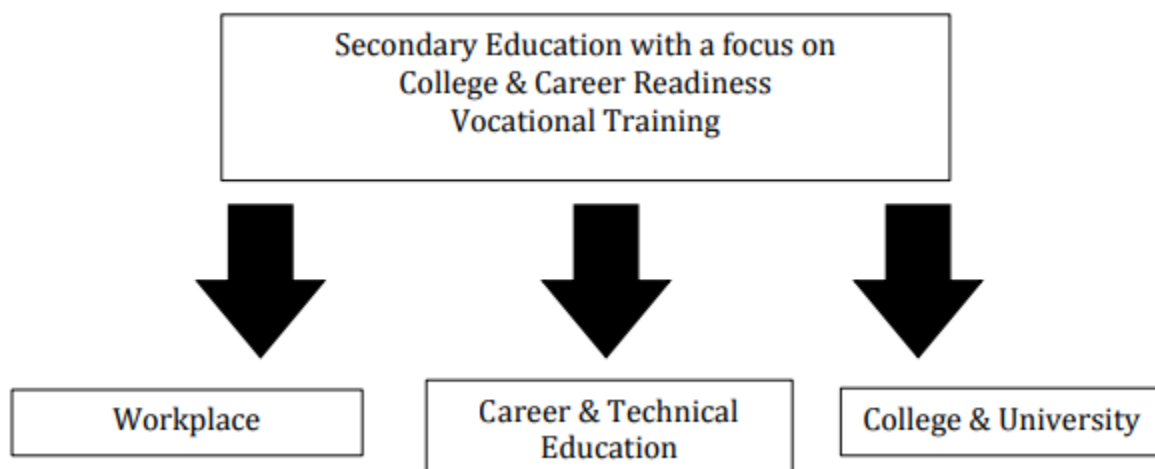 Secondary Education with a focus on
College & Career Readiness
Vocational Training
Workplace
Career & Technical
Education
College & University